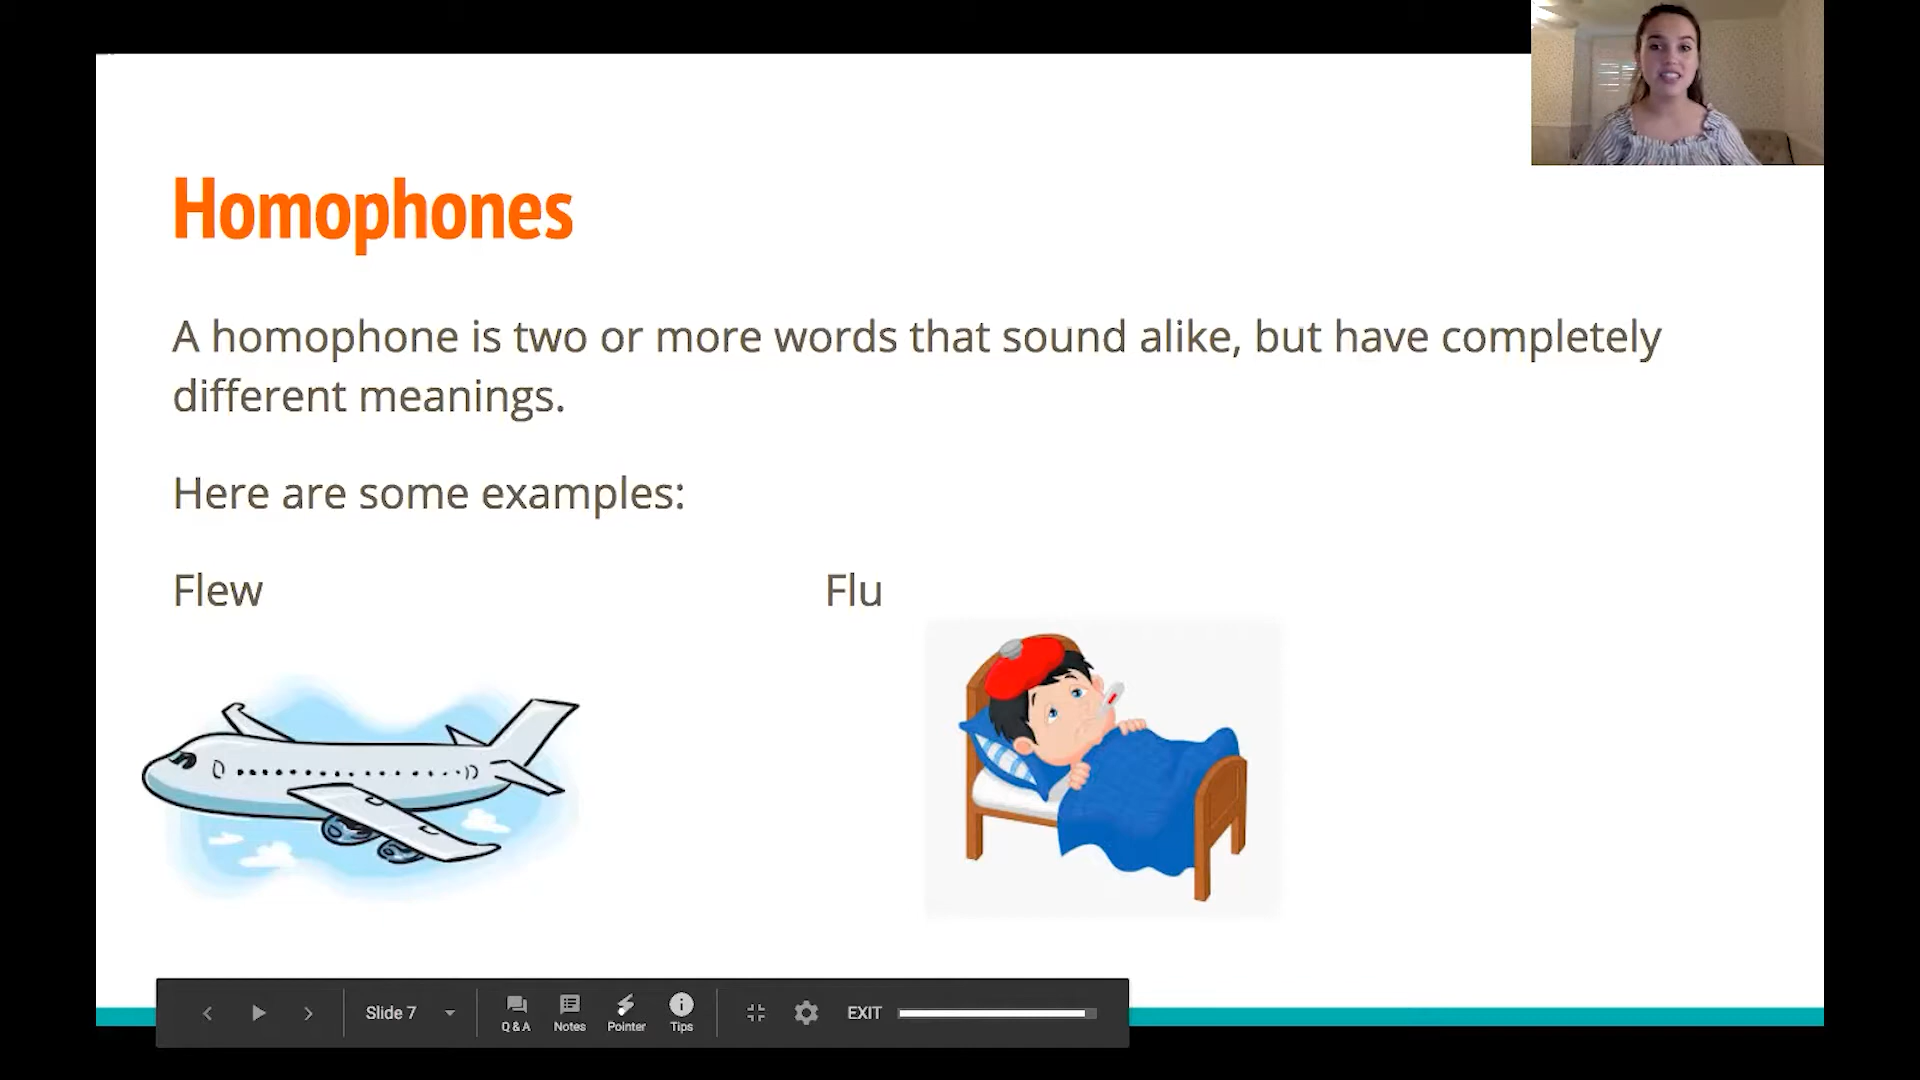 Homophones
A homophone is two or more words that sound alike, but have completely
different meanings.
Here are some examples:
Flew Flu
Slide 7 Q & A Notes Pointer Tips EXIT